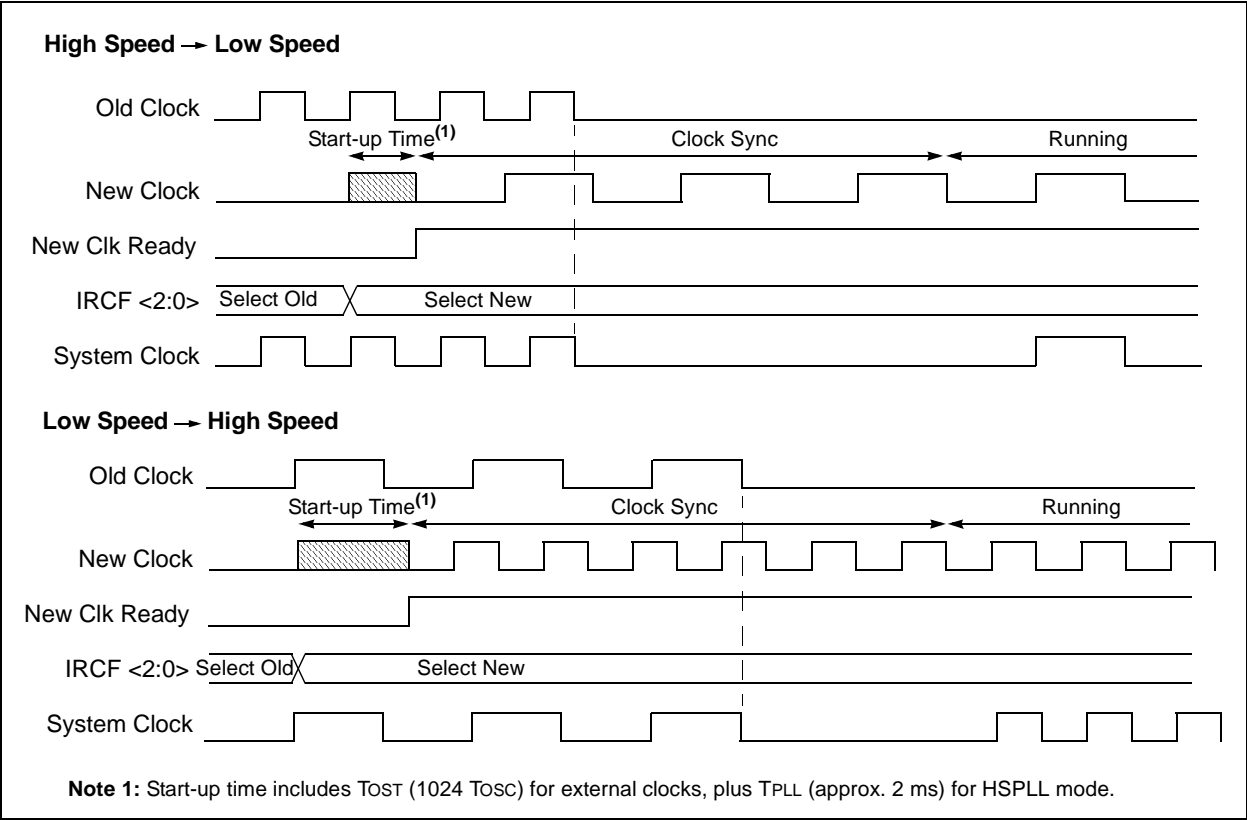 High Speed → Low Speed
Old Clock
Start-up Time(1)
Clock Sync
Running
New Clock
New Clk Ready
IRCF <2:0>
Select Old
Select New
System Clock
Low Speed → High Speed
Old Clock
Start-up Time(1)
Clock Sync
Running
New Clock
New Clk Ready
IRCF <2:0>
Select Old
Select New
System Clock
Note 1: Start-up time includes TOST (1024 TOSC) for external clocks, plus TPLL (approx. 2 ms) for HSPLL mode.